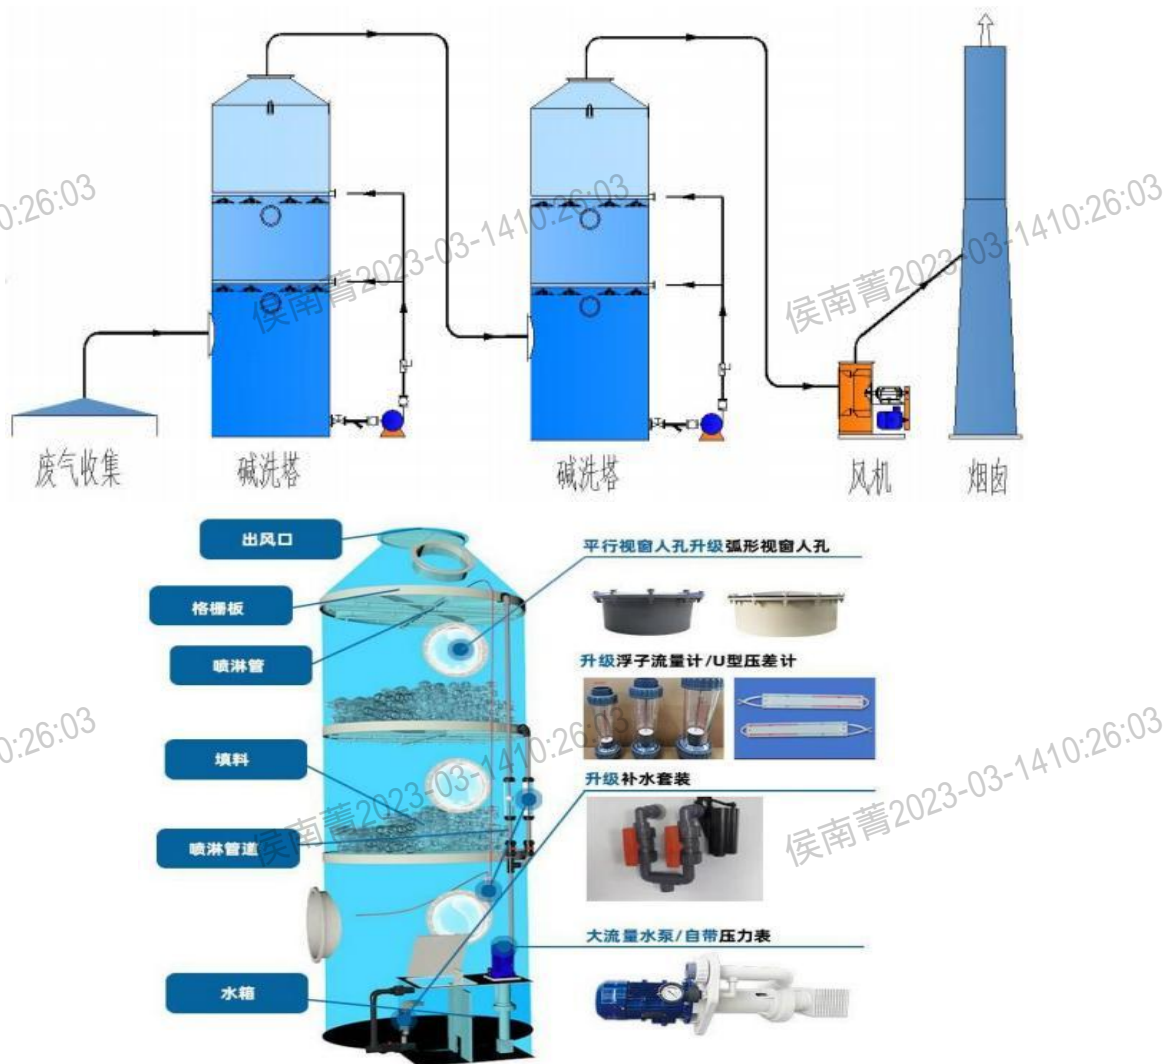 废气收集
碱洗塔
碱洗塔
风机
烟囱
出风口
格栅板
喷淋管
填料
喷淋管道
水箱
平行视窗人孔升级弧形视窗人孔
升级浮子流量计/U型压差计
升级补水套装
大流量水泵/自带压力表
0:26:03
侯南菁2023-03-1410:26:03
侯南菁2023-03-1410:26:03
0:26:03
侯南菁2023-03-1410:26:03
侯南菁2023-03-1410:26:03